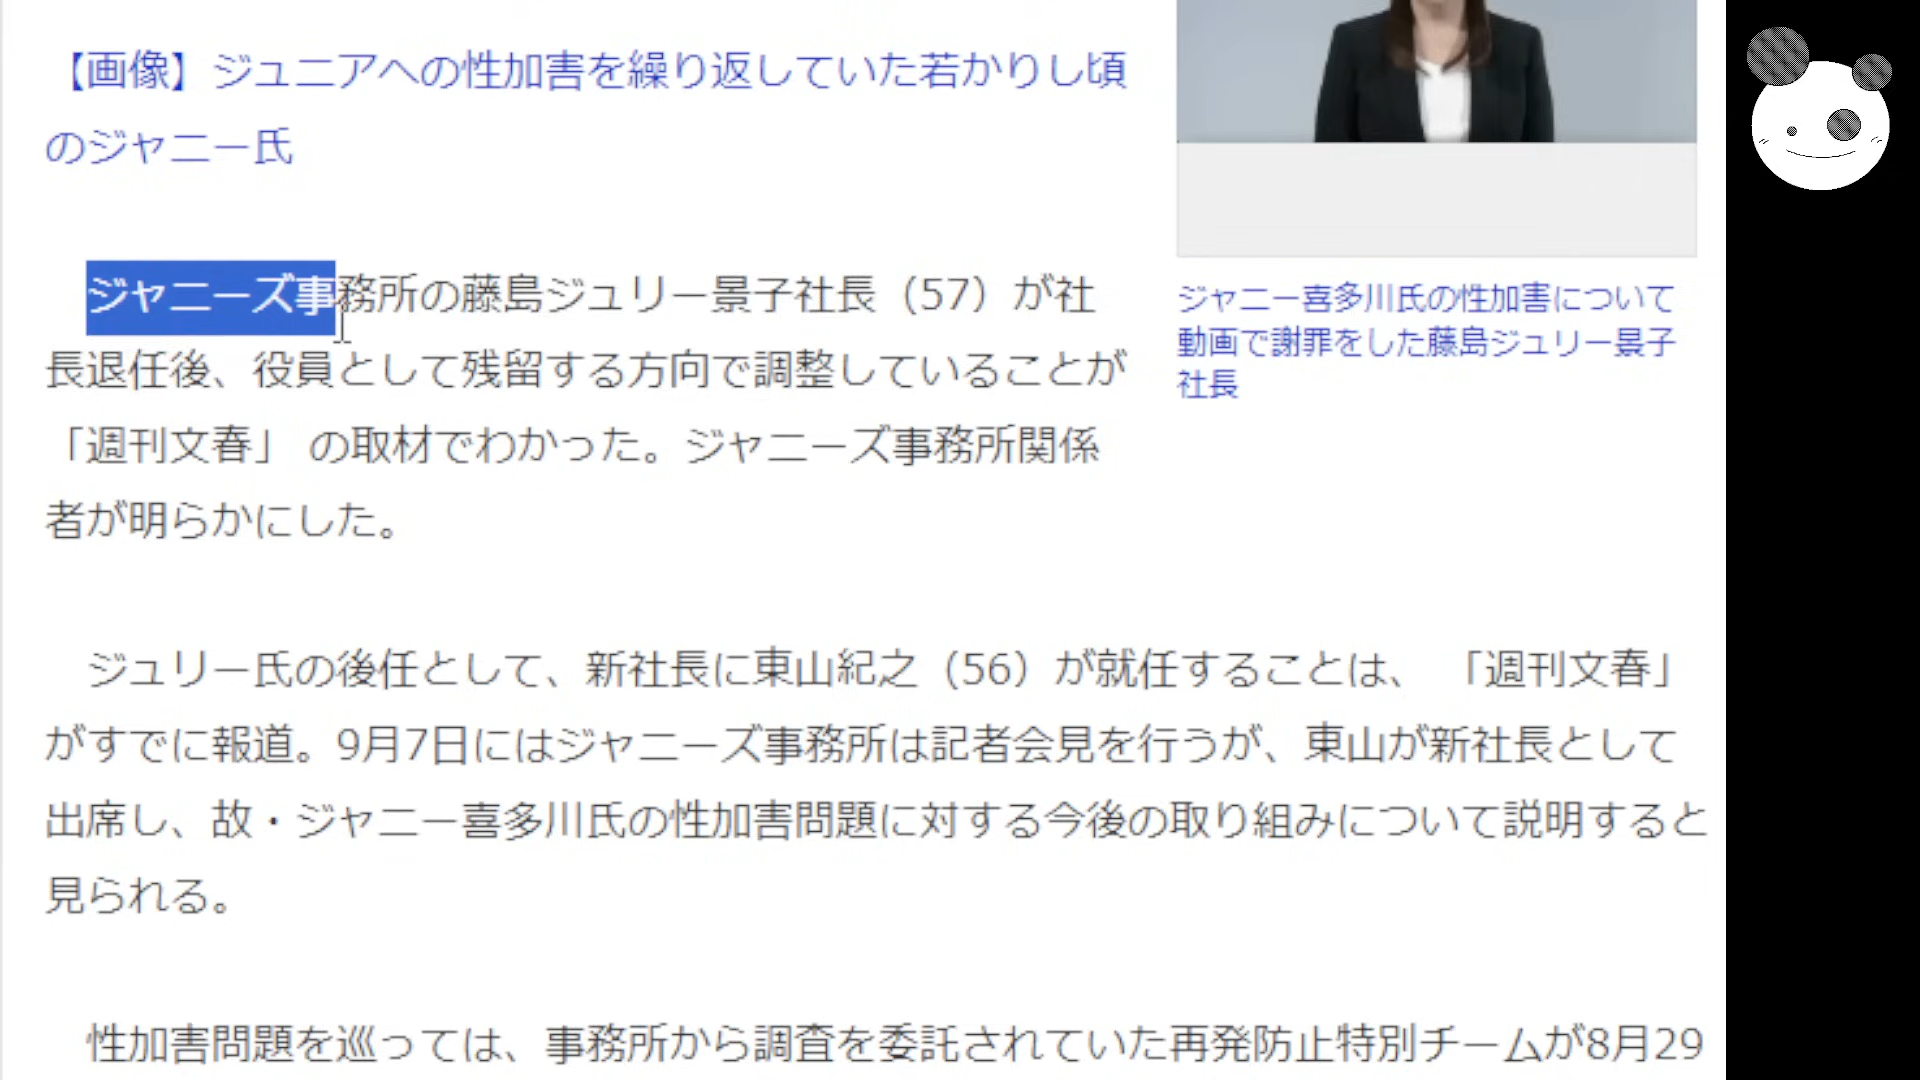 【画像】ジュニアへの性加害を繰り返していた若かりし頃
のジャニー氏
ジャニーズ事務所の藤島ジュリー景子社長（57）が社
長退任後、役員として残留する方向で調整していることが
「週刊文春」 の取材でわかった。ジャニーズ事務所関係
者が明らかにした。
ジャニー喜多川氏の性加害について
動画で謝罪をした藤島ジュリー景子
社長
ジュリー氏の後任として、新社長に東山紀之（56）が就任することは、 「週刊文春」
がすでに報道。9月7日にはジャニーズ事務所は記者会見を行うが、東山が新社長として
出席し、故・ジャニー喜多川氏の性加害問題に対する今後の取り組みについて説明すると
見られる。
性加害問題を巡っては、事務所から調査を委託されていた再発防止特別チームが8月29